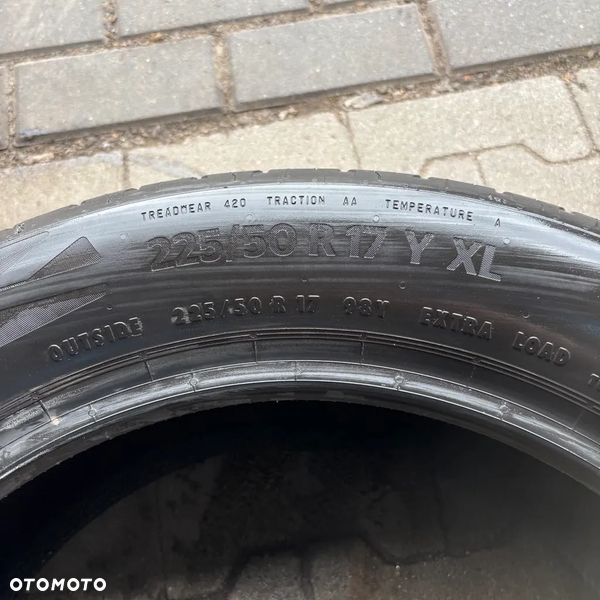 TREADWEAR 420 TRACTION AA TEMPERATURE A
225/50 R 17 Y XL
OUTSIDE 225/50 R 17 98Y EXTRA LOAD
OTOMOTO